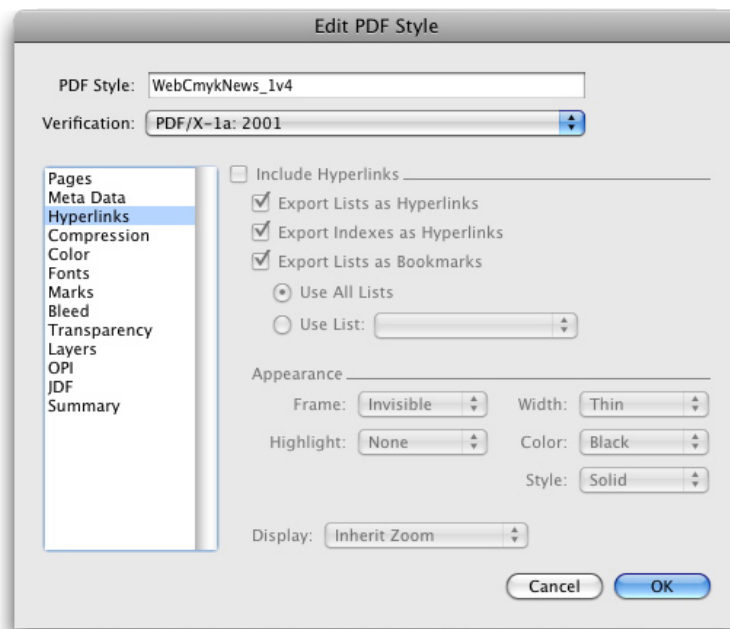 Edit PDF Style
PDF Style: WebCmykNews_1v4
Verification: PDF/X-1a: 2001
Pages
Meta Data
Hyperlinks
Compression
Color
Fonts
Marks
Bleed
Transparency
Layers
OPI
JDF
Summary
Include Hyperlinks
Export Lists as Hyperlinks
Export Indexes as Hyperlinks
Export Lists as Bookmarks
Use All Lists
Use List:
Appearance
Frame: Invisible Width: Thin
Highlight: None Color: Black
Style: Solid
Display: Inherit Zoom
Cancel OK